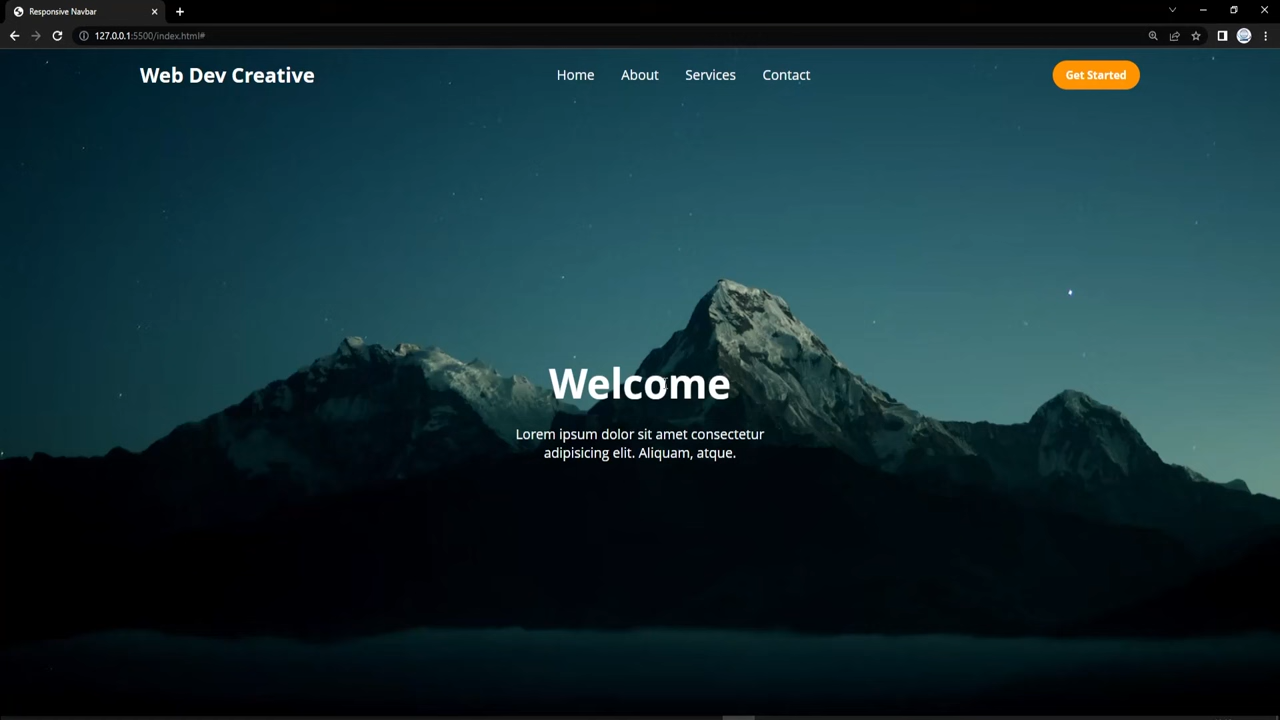 Responsive Navbar
127.0.0.1:5500/index.html#
Web Dev Creative
Home
About
Services
Contact
Get Started
Welcome
Lorem ipsum dolor sit amet consectetur
adipisicing elit. Aliquam, atque.